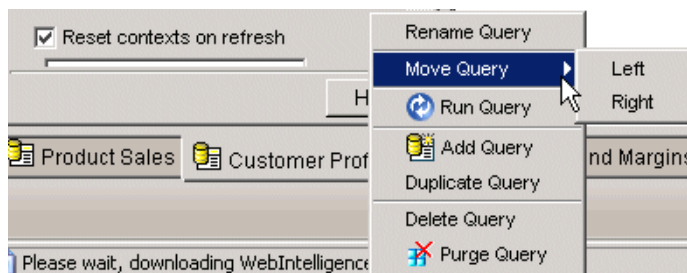 Reset contexts on refresh
Rename Query
Move Query
Left
Right
Run Query
Add Query
Duplicate Query
Delete Query
Purge Query
H
Product Sales
Customer Prof
nd Margins
Please wait, downloading WebIntelligence